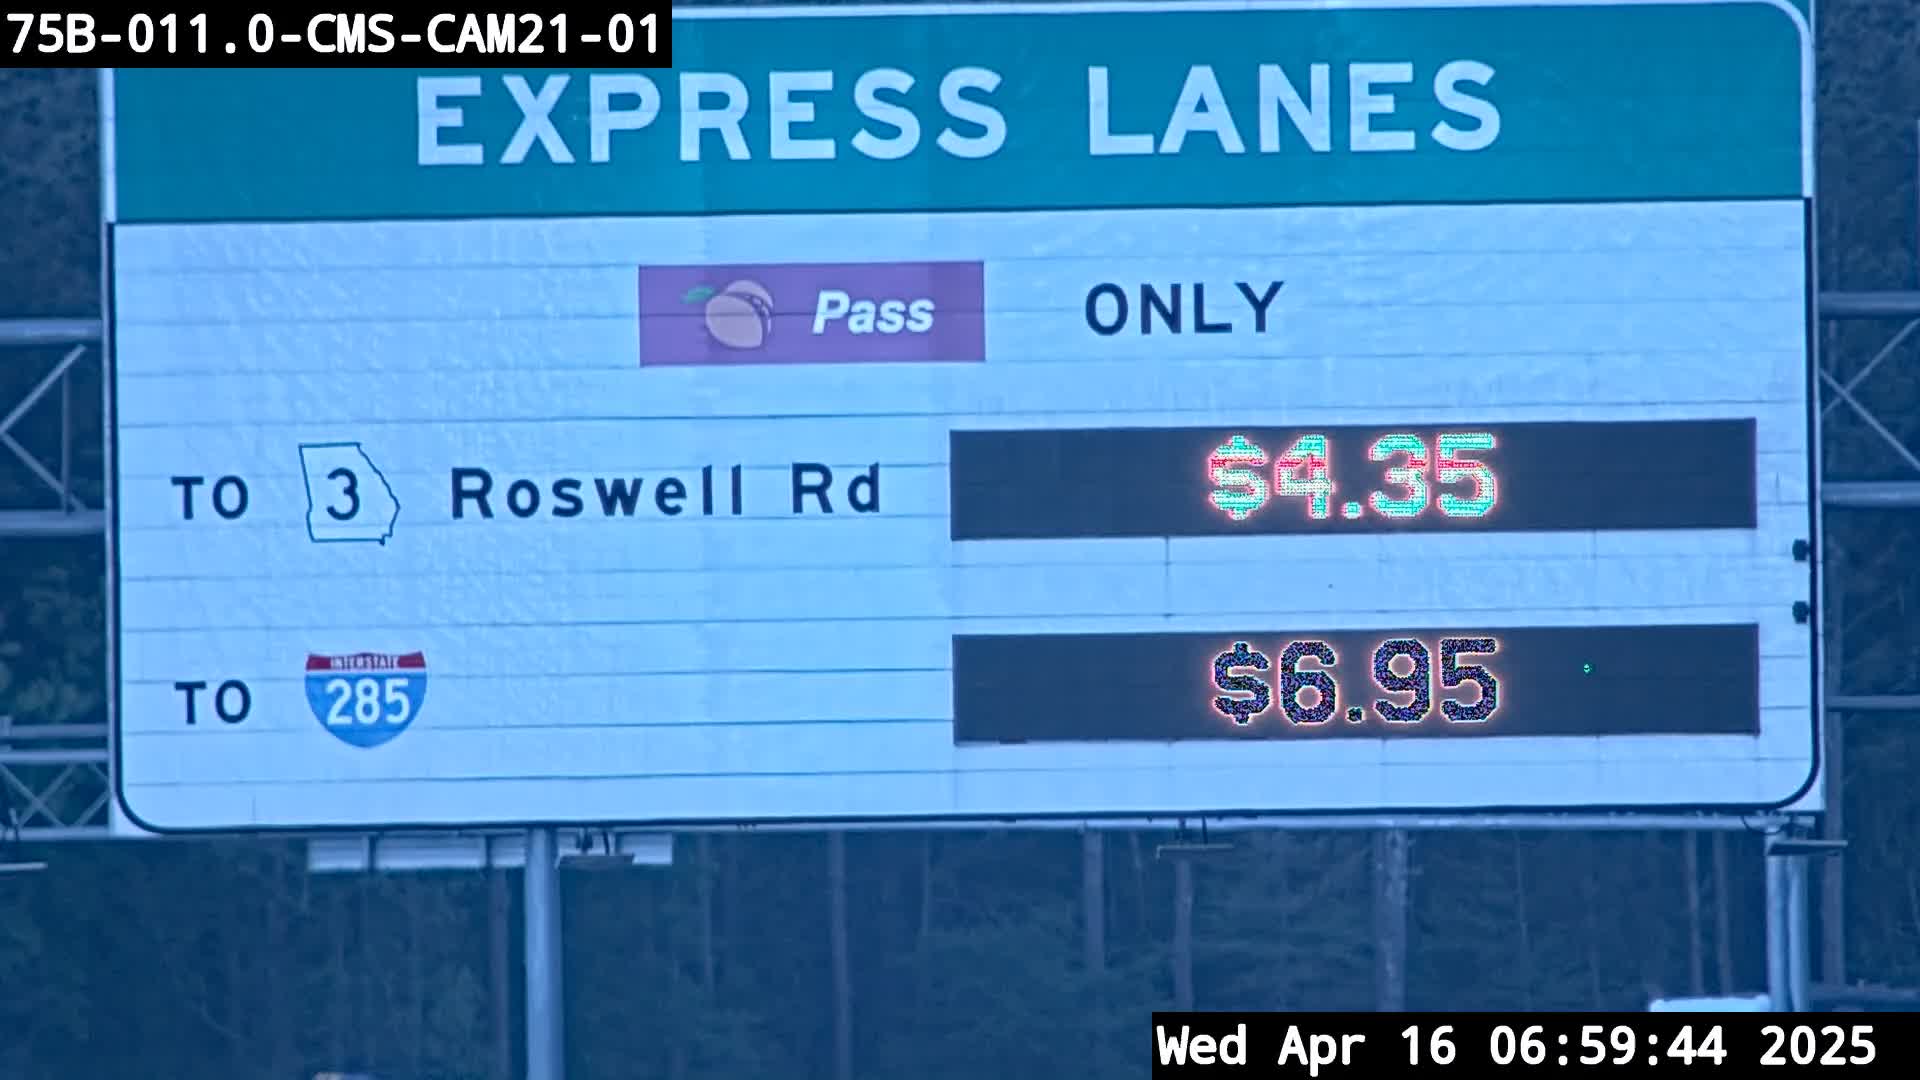 75B-011.0-CMS-CAM21-01
EXPRESS LANES
Pass ONLY
TO 3 Roswell Rd $4.35
TO INTERSTATE 285 $6.95
Wed Apr 16 06:59:44 2025